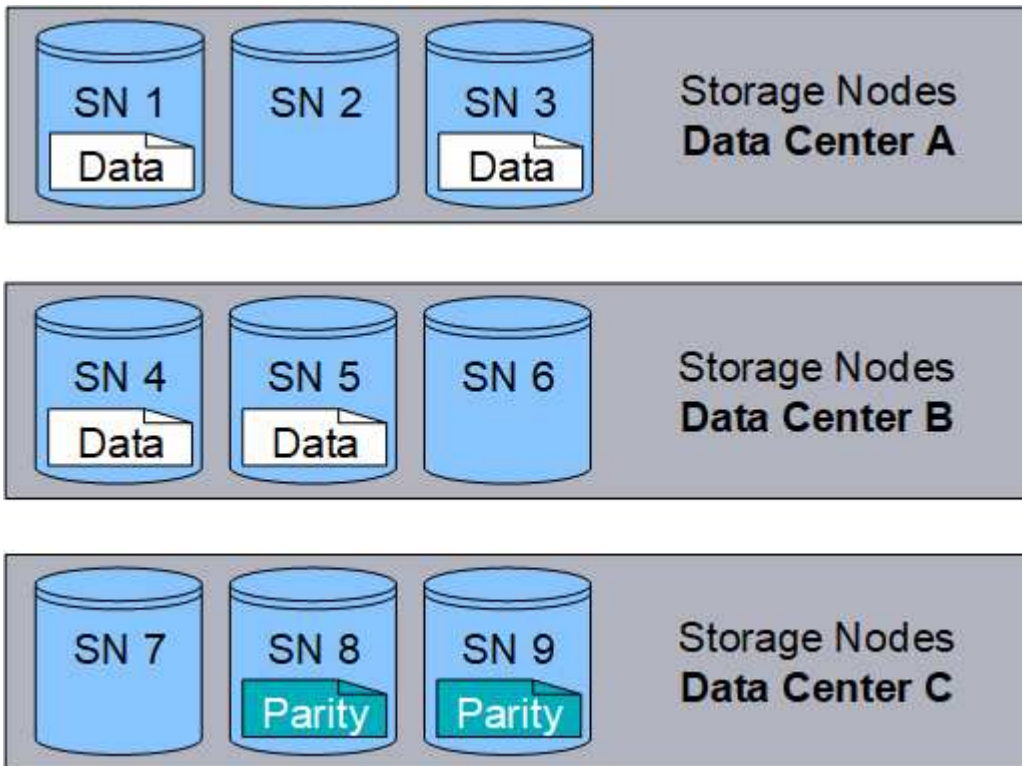 SN 1
SN 2
SN 3
Data
Data
Storage Nodes
Data Center A
SN 4
SN 5
SN 6
Data
Data
Storage Nodes
Data Center B
SN 7
SN 8
SN 9
Parity
Parity
Storage Nodes
Data Center C